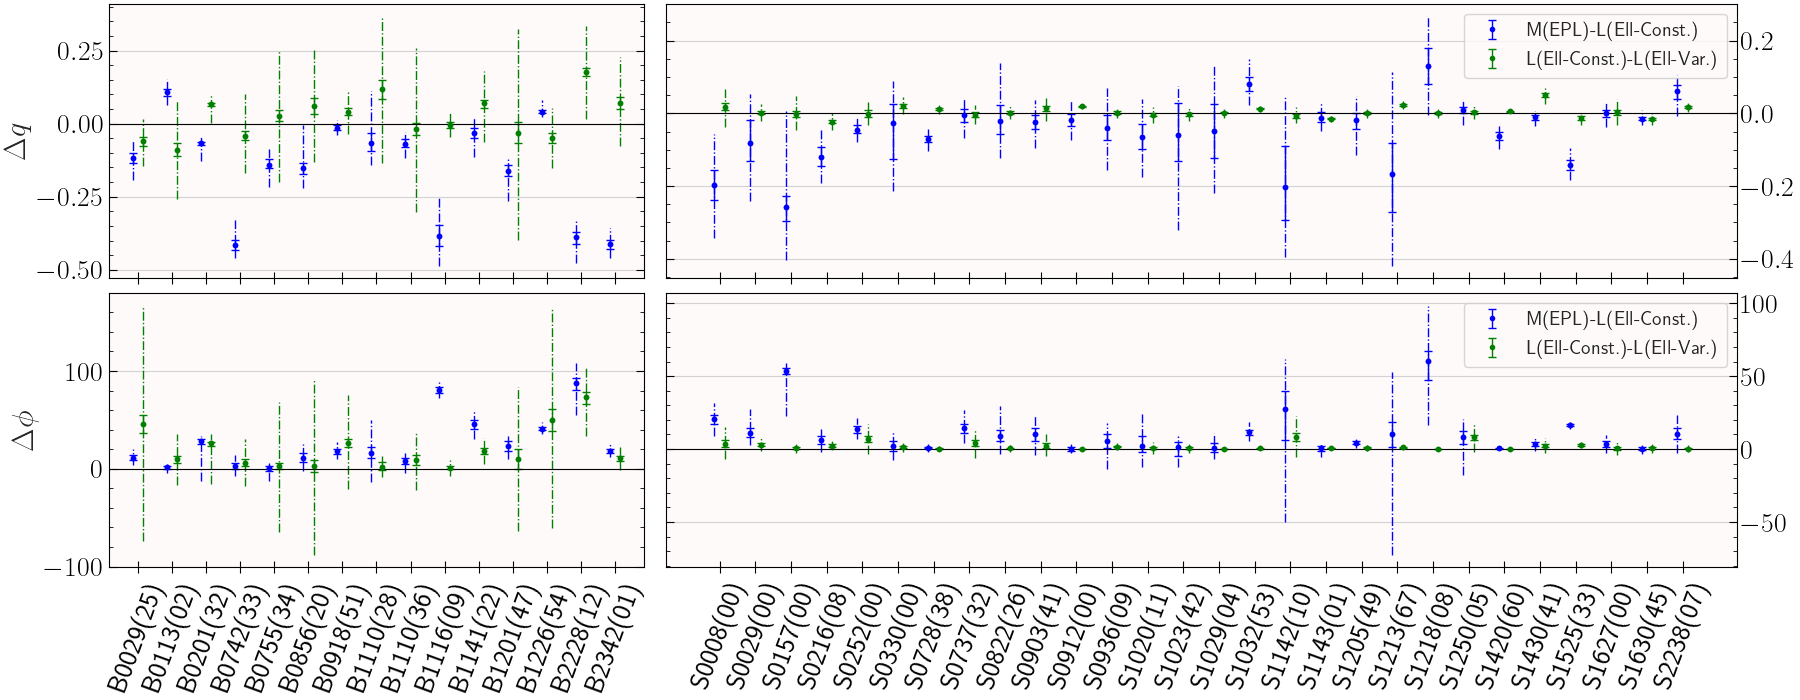 Δq
0.25
0.00
−0.25
−0.50
M(EPL)-L(Ell-Const.)
L(Ell-Const.)-L(Ell-Var.)
0.2
0.0
−0.2
−0.4
Δϕ
100
0
−100
M(EPL)-L(Ell-Const.)
L(Ell-Const.)-L(Ell-Var.)
100
50
0
−50
B0029(25)
B0113(02)
B0201(32)
B0742(33)
B0755(34)
B0856(20)
B0918(51)
B1110(28)
B1110(36)
B1116(09)
B1141(22)
B1201(47)
B1226(54)
B2228(12)
B2342(01)
S0008(00)
S0029(00)
S0157(00)
S0216(08)
S0252(00)
S0330(00)
S0728(38)
S0737(32)
S0822(26)
S0903(41)
S0912(00)
S0936(09)
S1020(11)
S1023(42)
S1029(04)
S1032(53)
S1142(10)
S1143(01)
S1205(49)
S1213(67)
S1218(08)
S1250(05)
S1420(60)
S1430(41)
S1525(33)
S1627(00)
S1630(45)
S2238(07)